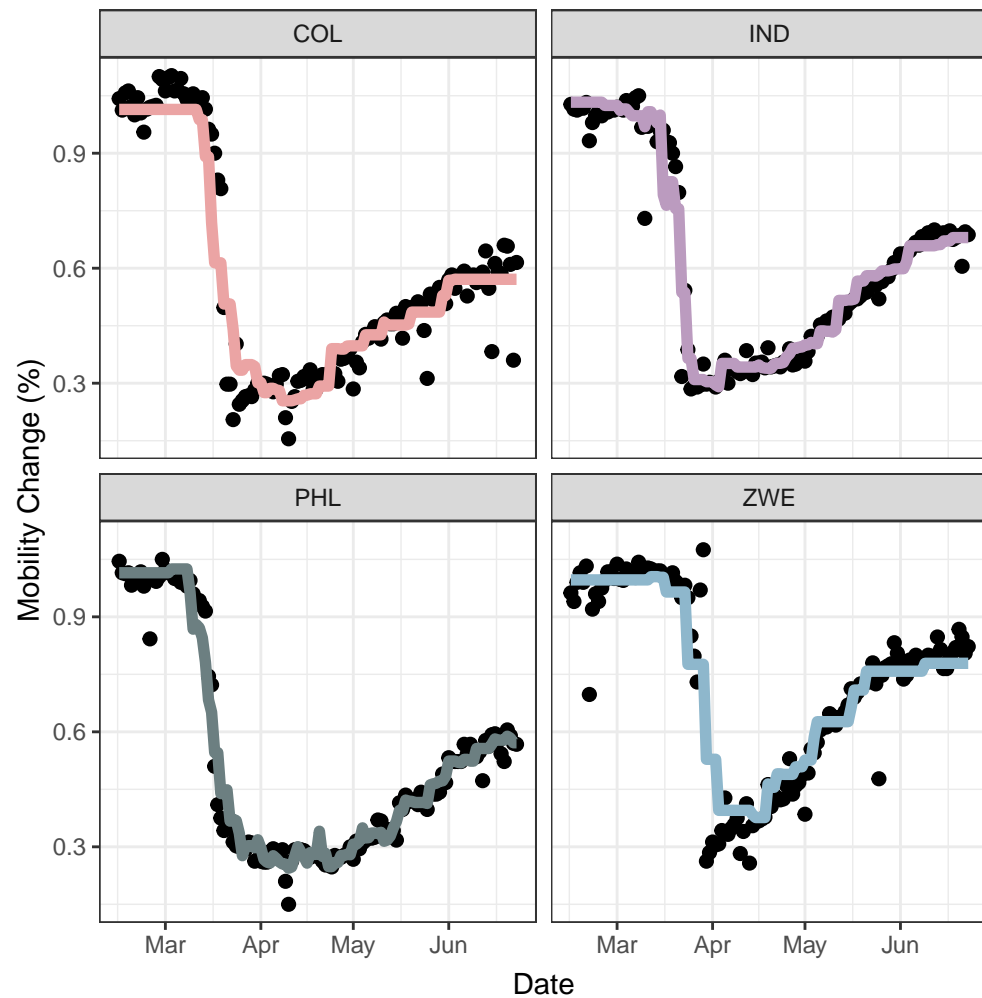 COL
IND
0.9
0.6
0.3
PHL
ZWE
0.9
0.6
0.3
Mar Apr May Jun
Mar Apr May Jun
Date
Mobility Change (%)